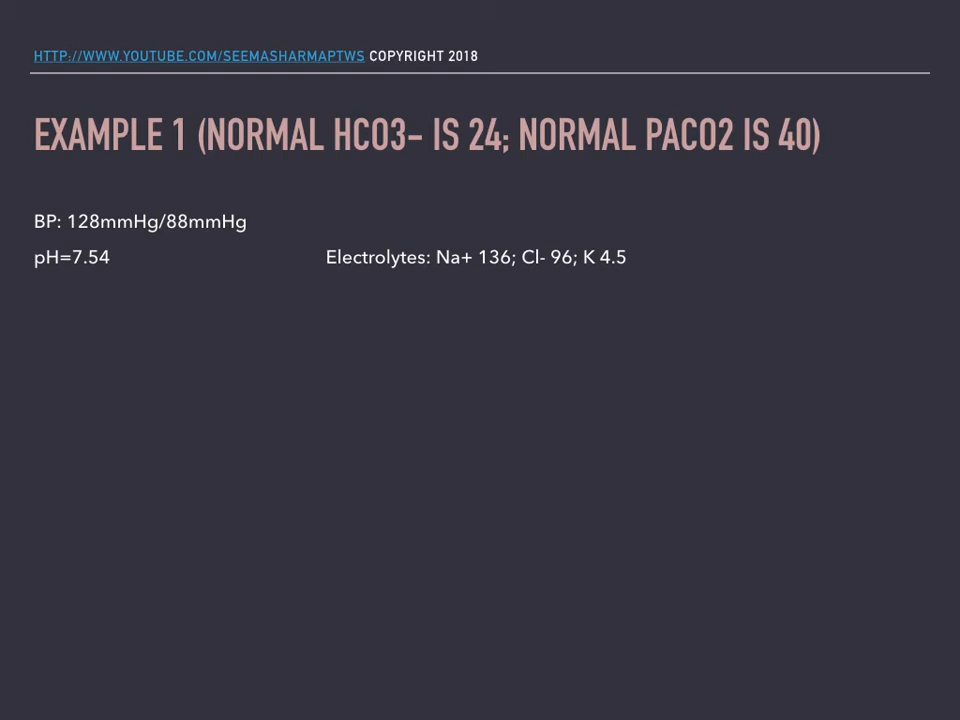 HTTP://WWW.YOUTUBE.COM/SEEMASHARMAPTWS COPYRIGHT 2018
EXAMPLE 1 (NORMAL HCO3- IS 24; NORMAL PACO2 IS 40)
BP: 128mmHg/88mmHg
pH=7.54 Electrolytes: Na+ 136; Cl- 96; K 4.5